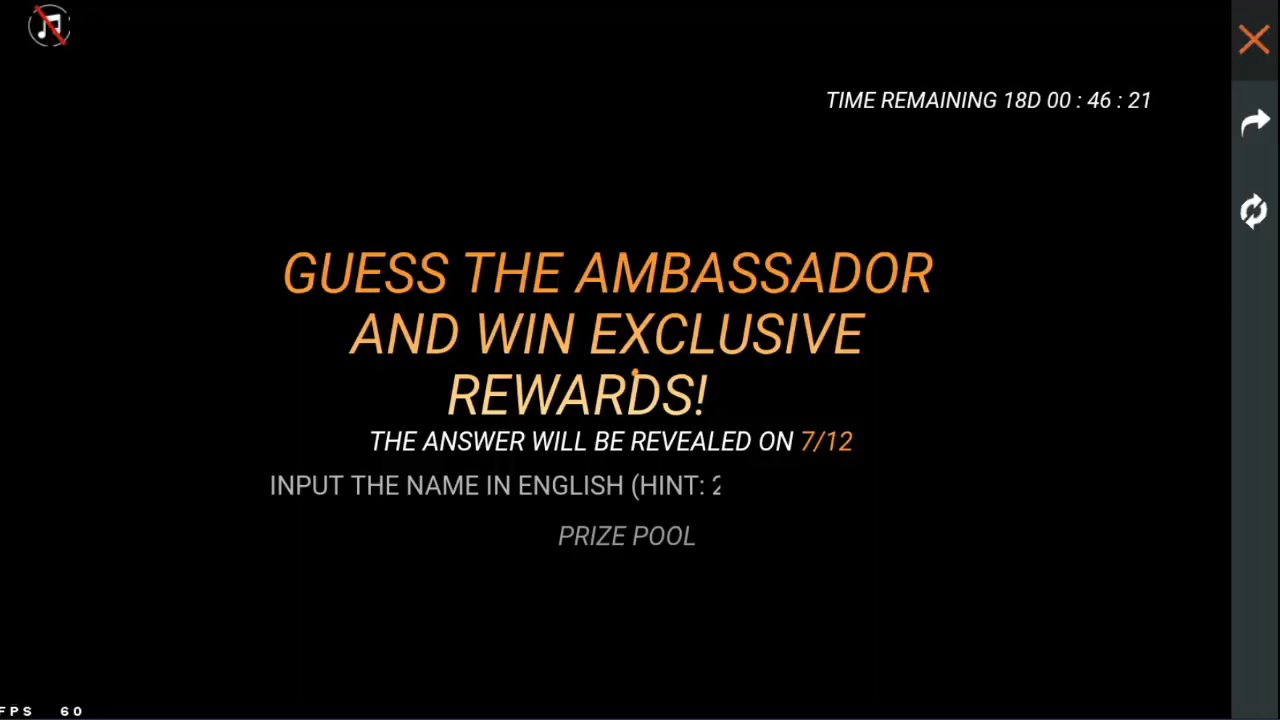 TIME REMAINING 18D 00 : 46 : 21
GUESS THE AMBASSADOR
AND WIN EXCLUSIVE
REWARDS!
THE ANSWER WILL BE REVEALED ON 7/12
INPUT THE NAME IN ENGLISH (HINT: 2
PRIZE POOL
FPS 60